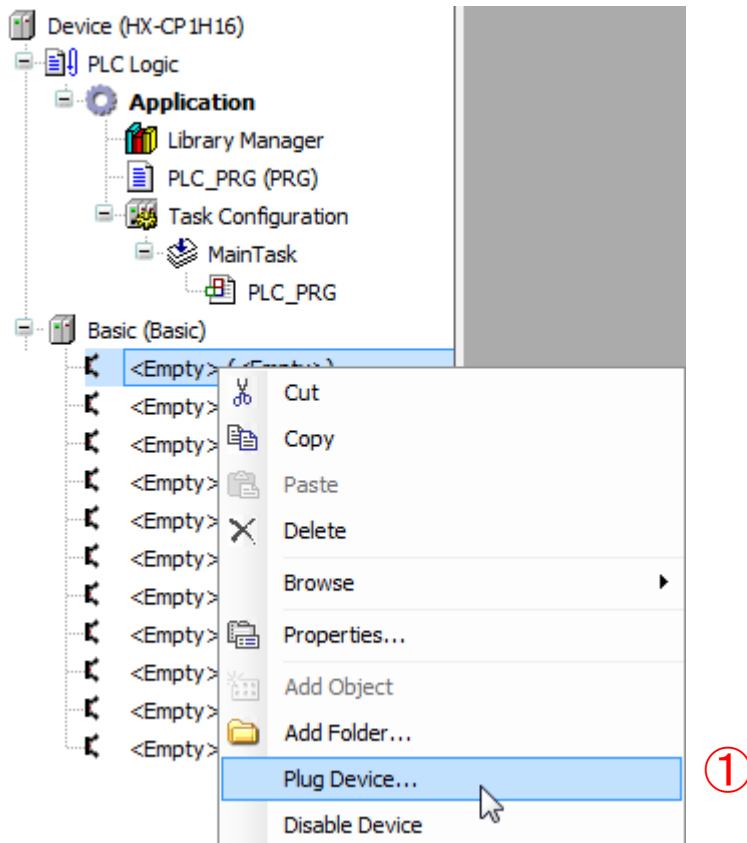 Device (HX-CP1H16)
PLC Logic
Application
Library Manager
PLC_PRG (PRG)
Task Configuration
MainTask
PLC_PRG
Basic (Basic)
<Empty> (<Empty>)
<Empty>
<Empty>
<Empty>
<Empty>
<Empty>
<Empty>
<Empty>
<Empty>
<Empty>
<Empty>
Cut
Copy
Paste
Delete
Browse
Properties...
Add Object
Add Folder...
Plug Device...
Disable Device
①